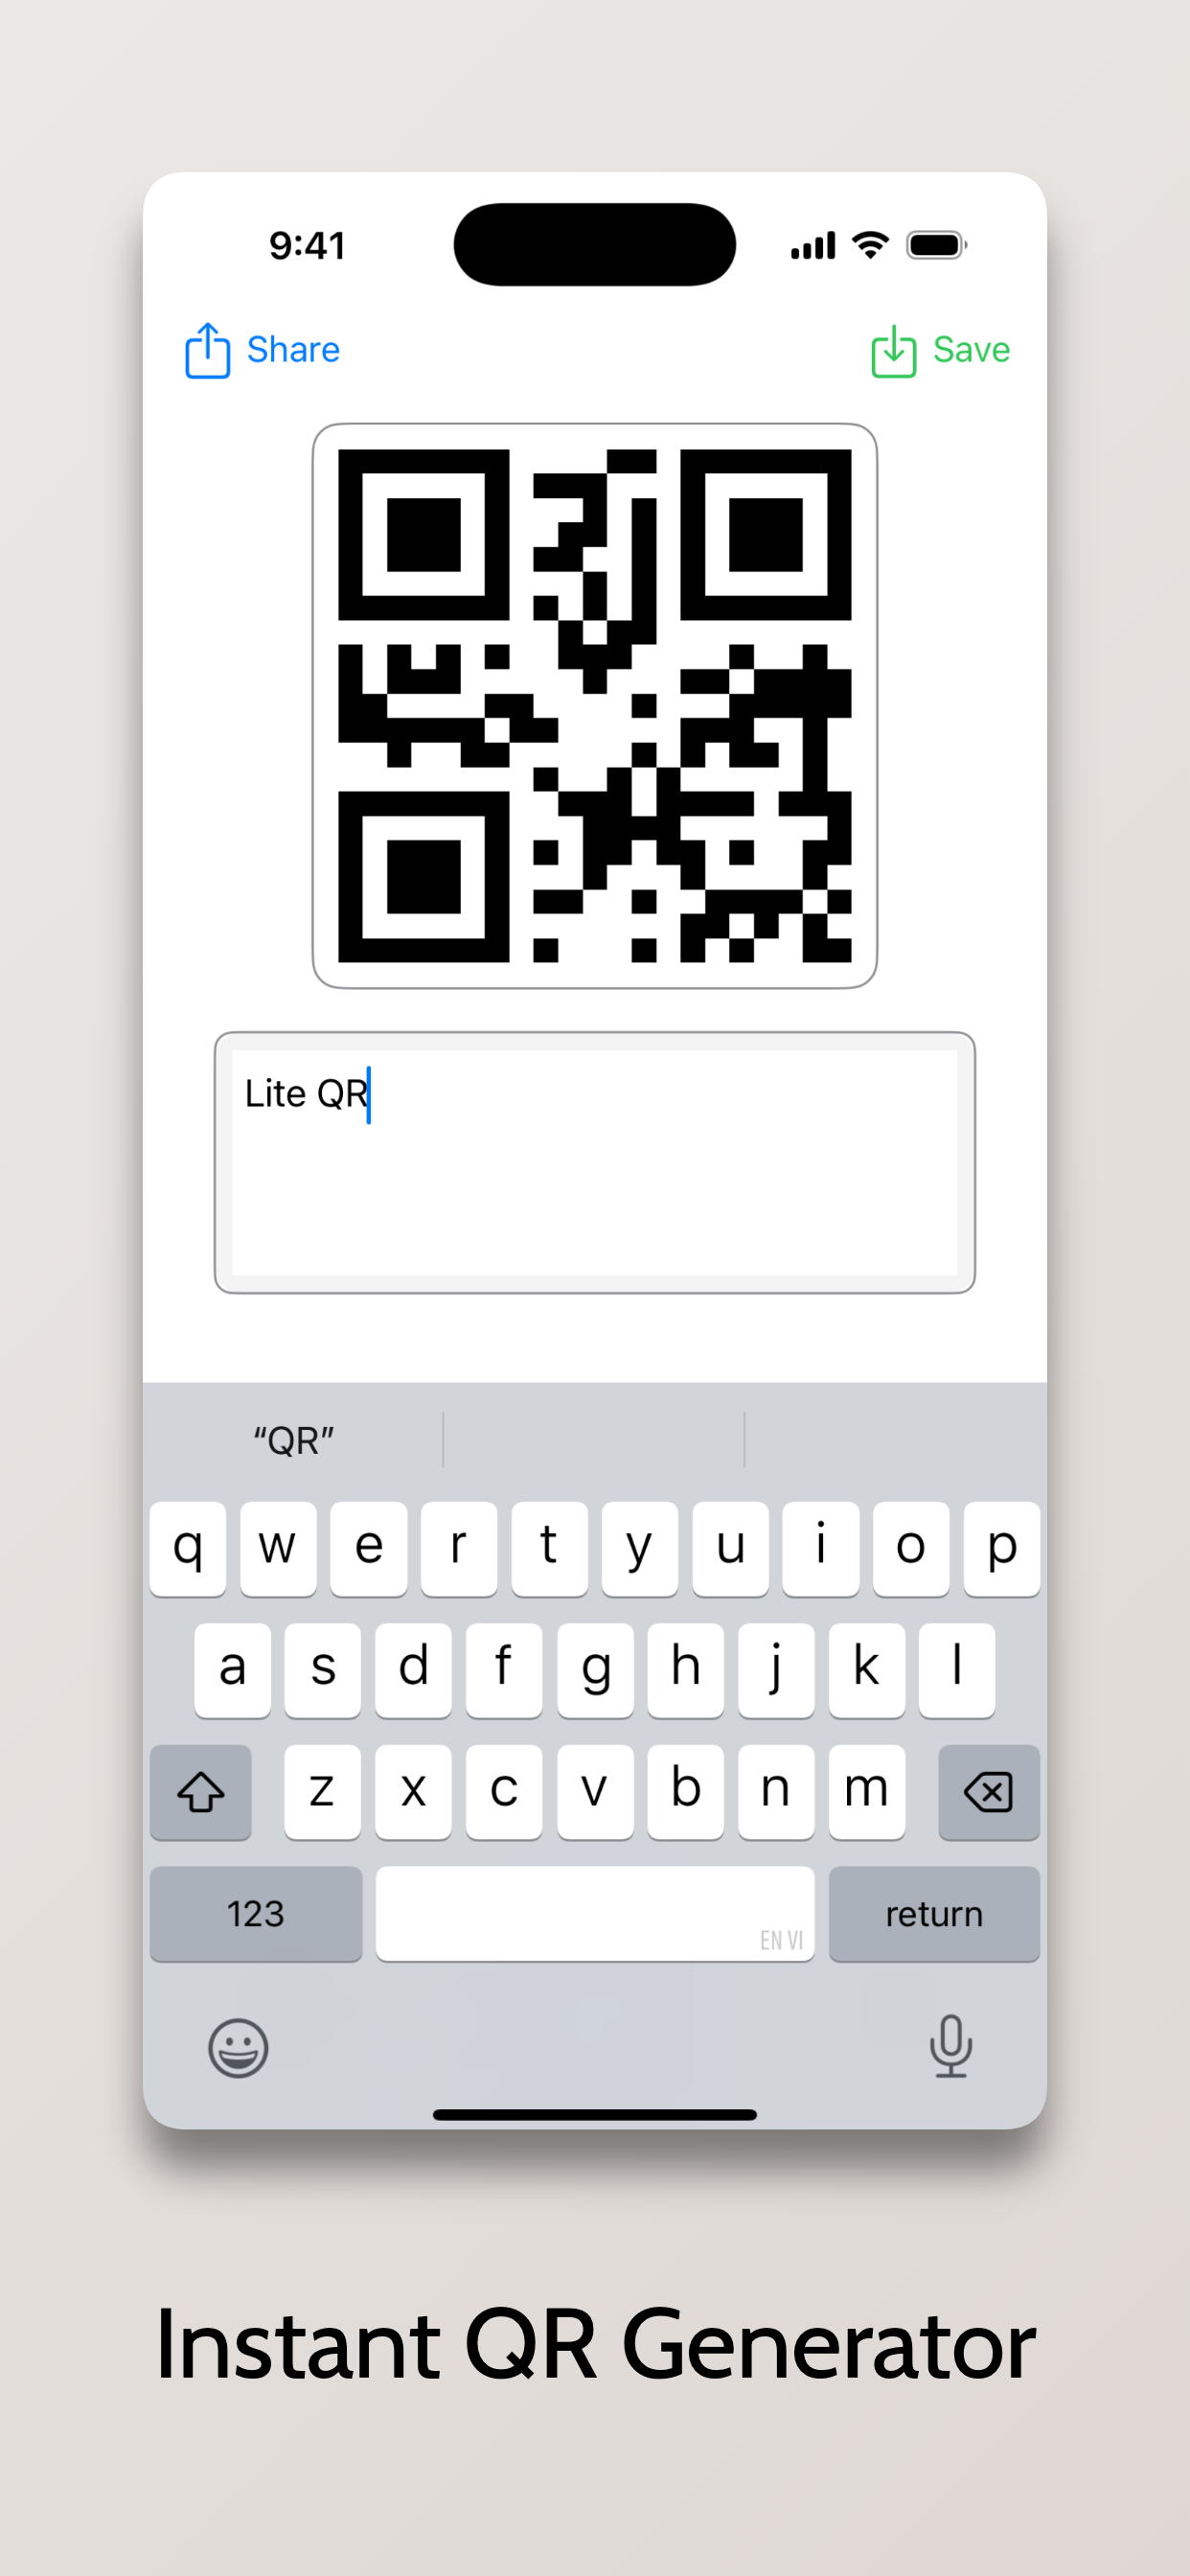 9:41
Share
Save
Lite QR
“QR”
q w e r t y u i o p
a s d f g h j k l
z x c v b n m
123
EN VI
return
Instant QR Generator